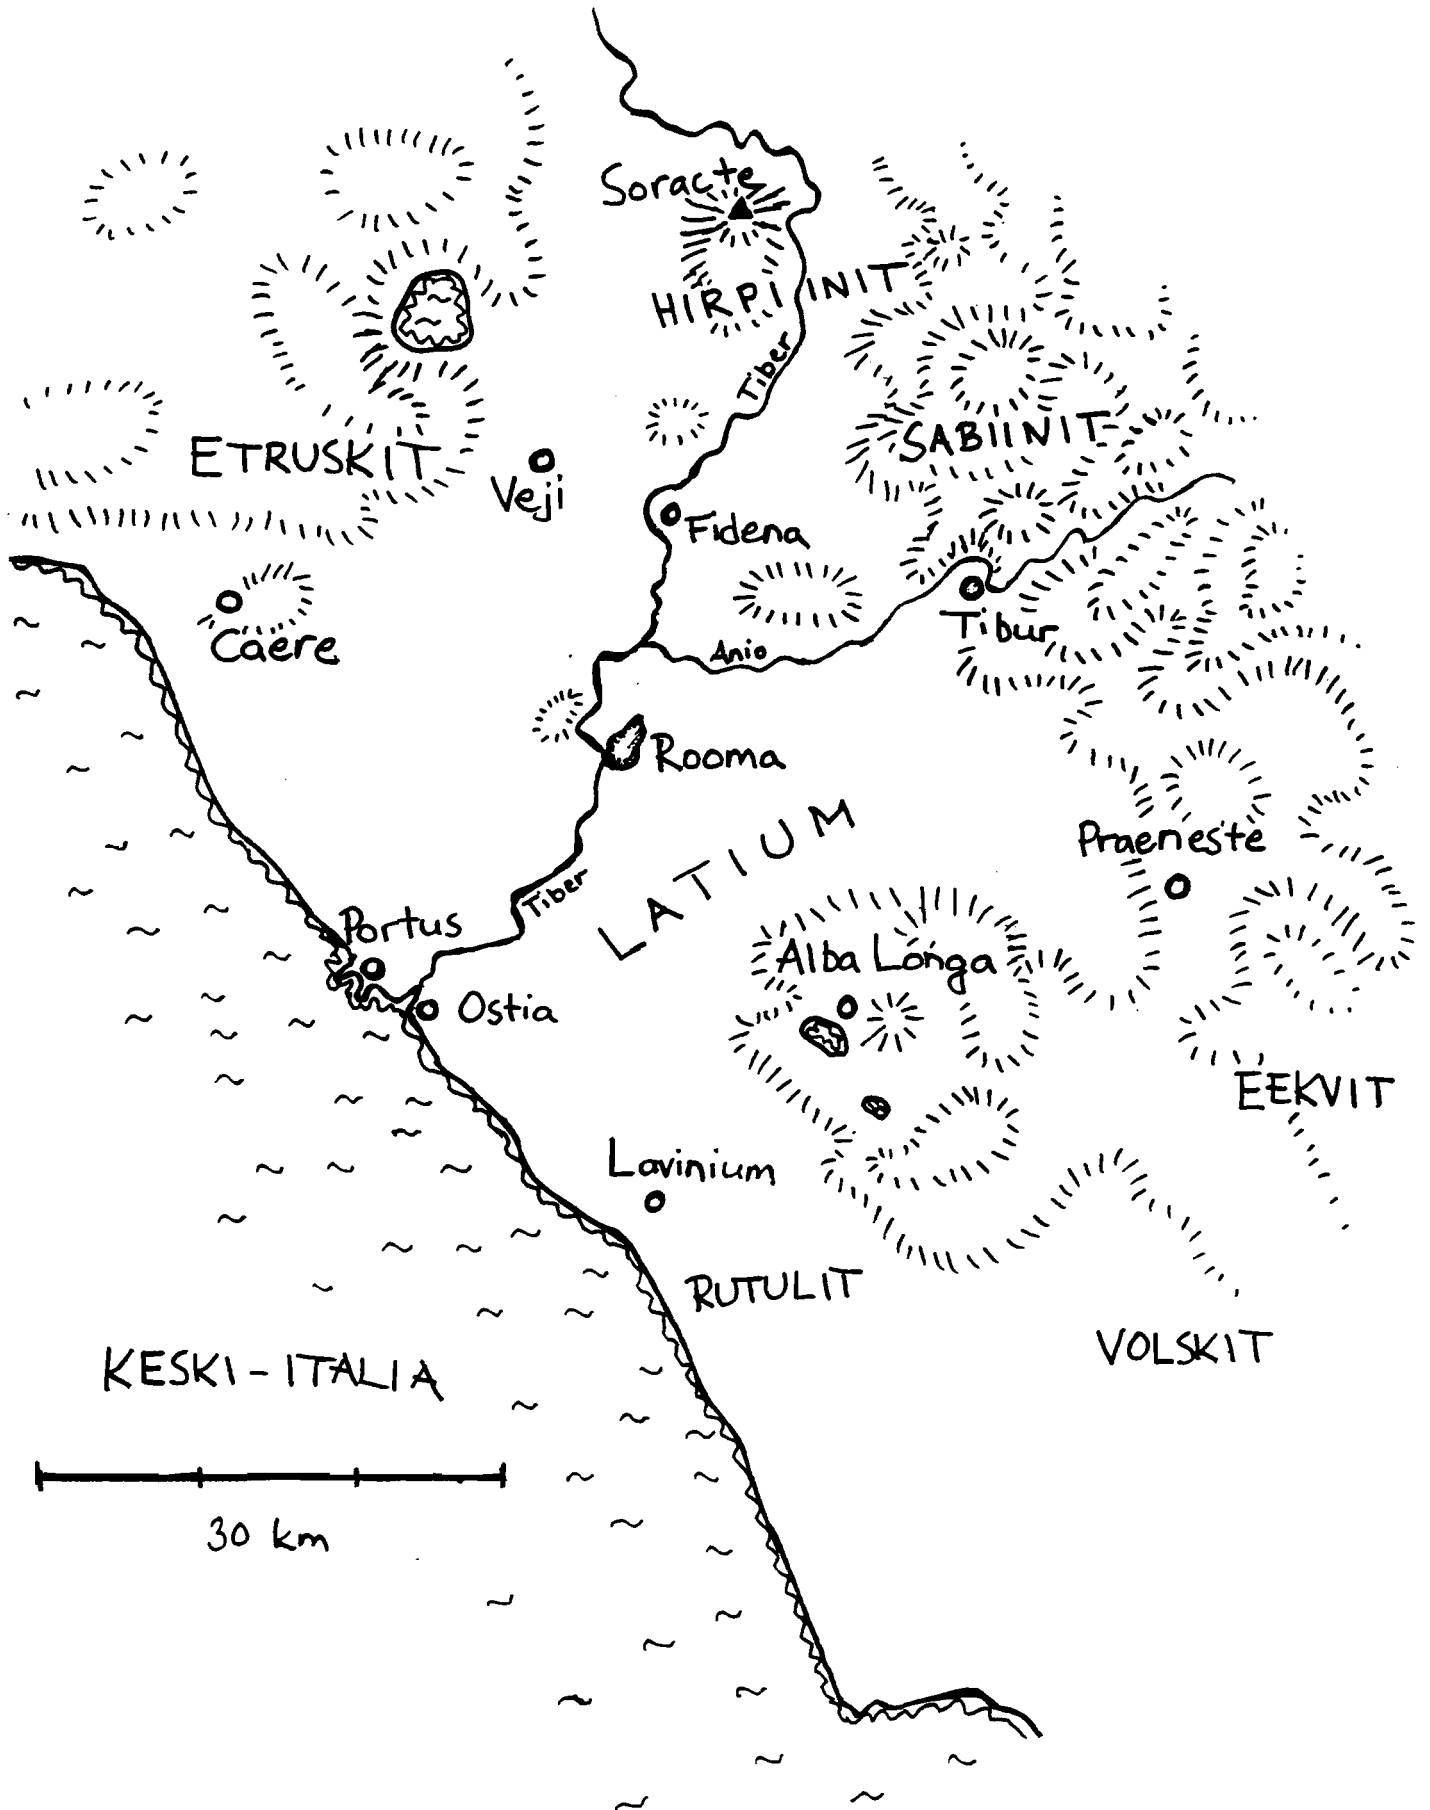 Soracte
HIRPIINIT
Tiber
SABIINIT
ETRUSKIT
Veji
Fidena
Tibur
Caere
Anio
Rooma
LATIUM
Praeneste
Tiber
Portus
Alba Longa
Ostia
EEKVIT
Lavinium
RUTULIT
VOLSKIT
KESKI-ITALIA
30 km